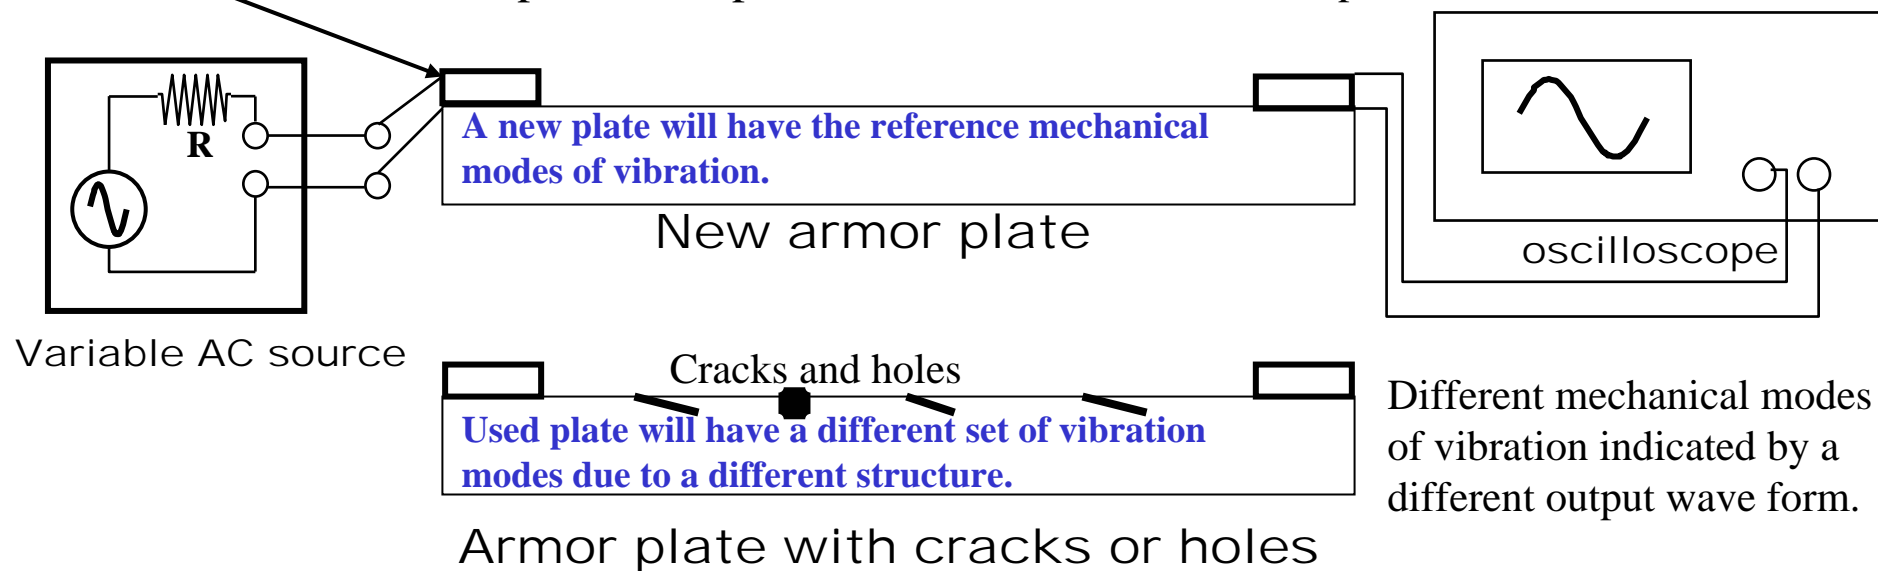 R
A new plate will have the reference mechanical
modes of vibration.
New armor plate
oscilloscope
Variable AC source
Cracks and holes
Used plate will have a different set of vibration
modes due to a different structure.
Different mechanical modes
of vibration indicated by a
different output wave form.
Armor plate with cracks or holes